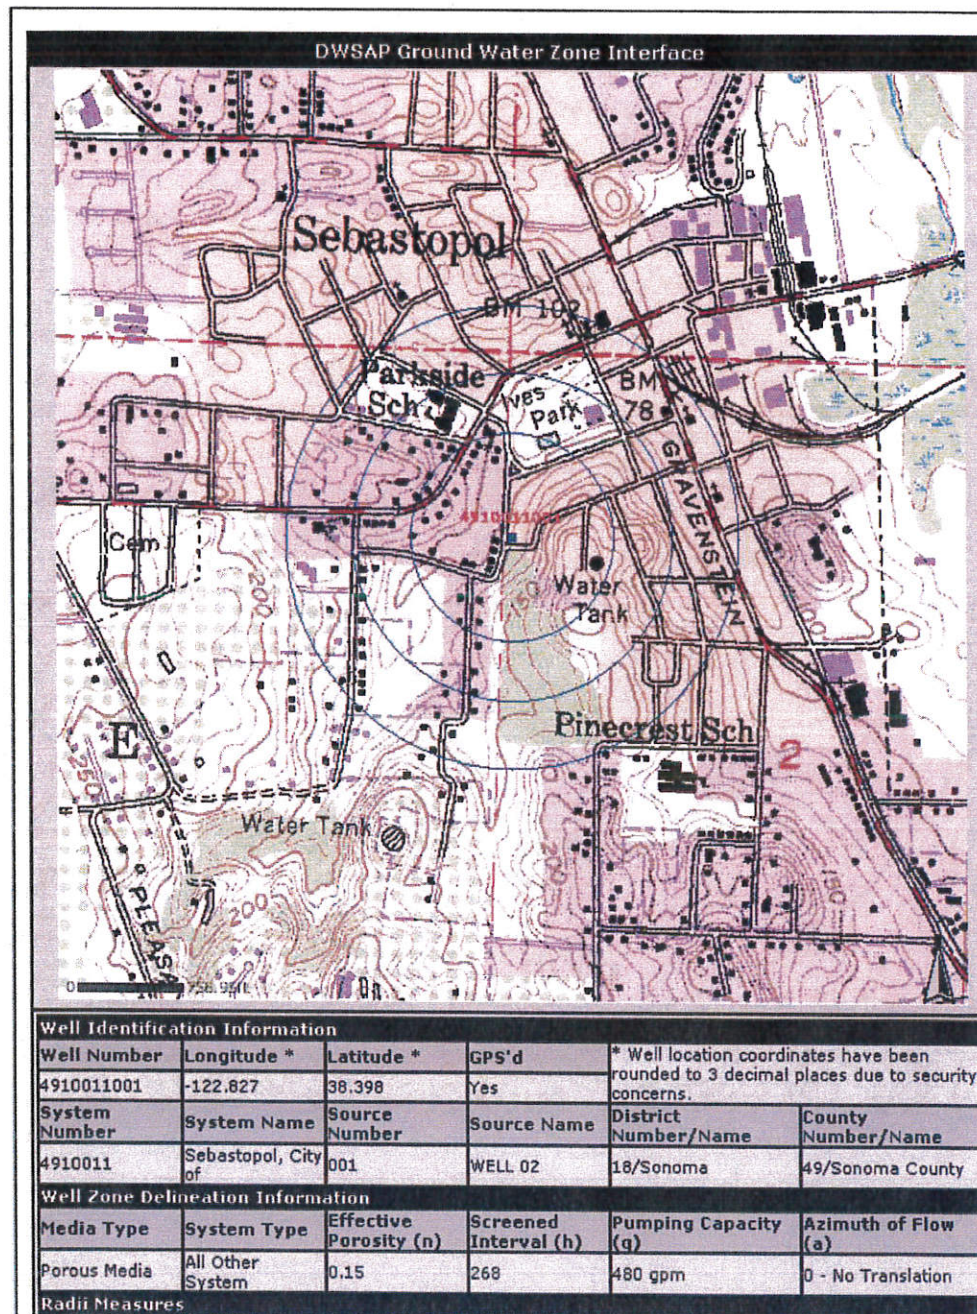 DWSAP Ground Water Zone Interface
Sebastopol
BM 102
Parkside
Sch
Ives
Park
BM
78
GRAVENSTEIN
4910011001
Cem
200
Water
Tank
E
250
Pinecrest Sch
2
Water Tank
200
200
150
PLEASA
0
Well Identification Information
Well Number Longitude * Latitude * GPS'd * Well location coordinates have been rounded to 3 decimal places due to security concerns.
4910011001 -122.827 38.398 Yes
System Number System Name Source Number Source Name District Number/Name County Number/Name
4910011 Sebastopol, City of 001 WELL 02 18/Sonoma 49/Sonoma County
Well Zone Delineation Information
Media Type System Type Effective Porosity (n) Screened Interval (h) Pumping Capacity (q) Azimuth of Flow (a)
Porous Media All Other System 0.15 268 480 gpm 0 - No Translation
Radii Measures